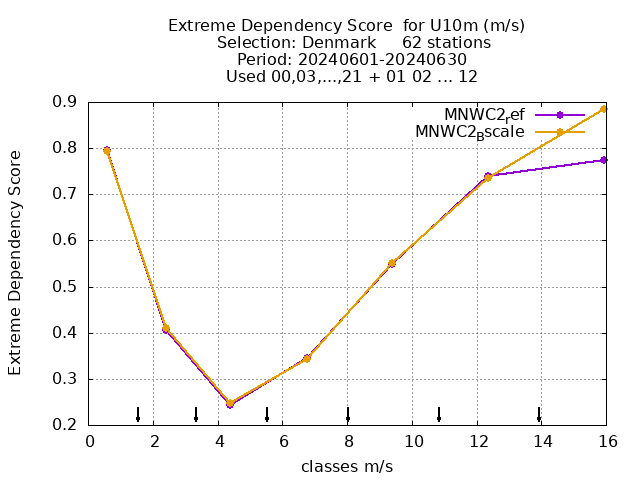 Extreme Dependency Score  for U10m (m/s)
Selection: Denmark     62 stations
Period: 20240601-20240630
Used 00,03,...,21 + 01 02 ... 12
MNWC2ref
MNWC2Bscale
Extreme Dependency Score
0.9
0.8
0.7
0.6
0.5
0.4
0.3
0.2
0 2 4 6 8 10 12 14 16
classes m/s